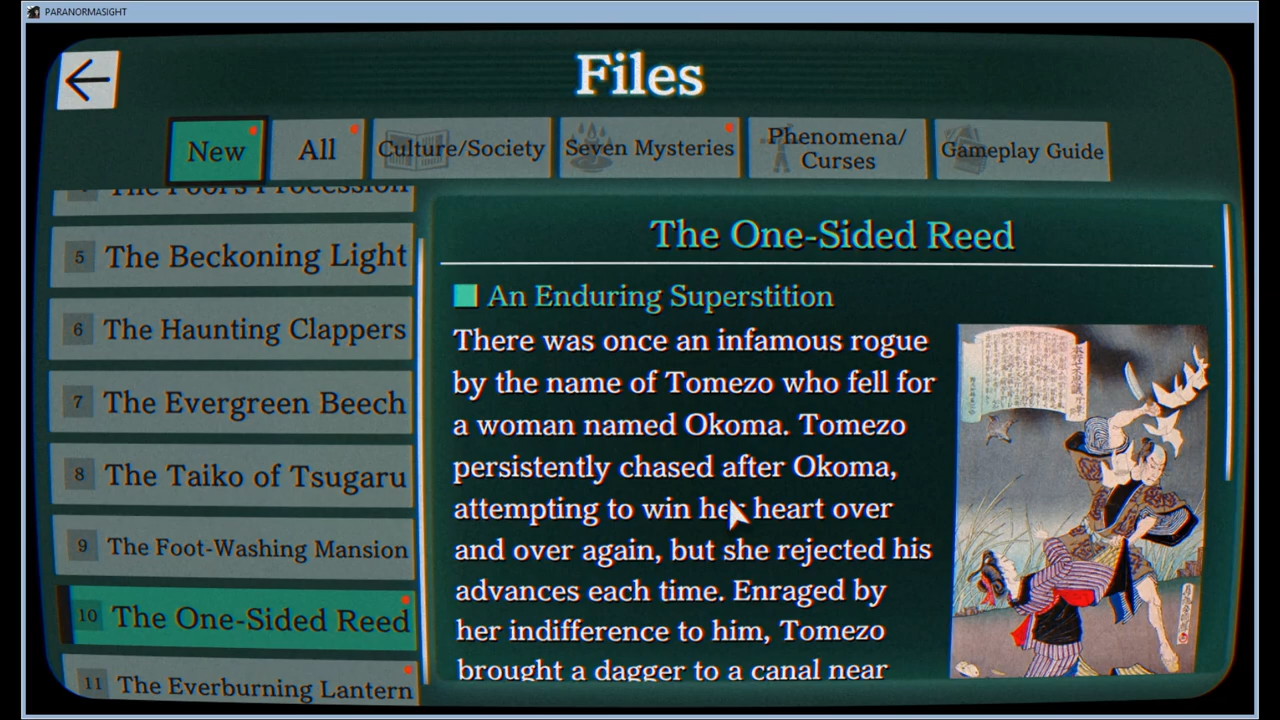 PARANORMASIGHT
Files
New
All
Culture/Society
Seven Mysteries
Phenomena/
Curses
Gameplay Guide
The Fool's Procession
5 The Beckoning Light
6 The Haunting Clappers
7 The Evergreen Beech
8 The Taiko of Tsugaru
9 The Foot-Washing Mansion
10 The One-Sided Reed
11 The Everburning Lantern
The One-Sided Reed
An Enduring Superstition
There was once an infamous rogue
by the name of Tomezo who fell for
a woman named Okoma. Tomezo
persistently chased after Okoma,
attempting to win her heart over
and over again, but she rejected his
advances each time. Enraged by
her indifference to him, Tomezo
brought a dagger to a canal near